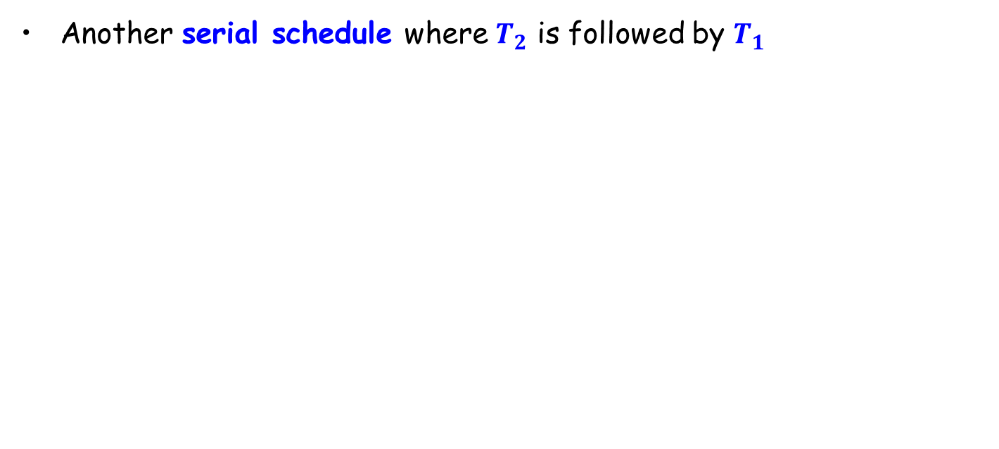 • Another serial schedule where T₂ is followed by T₁